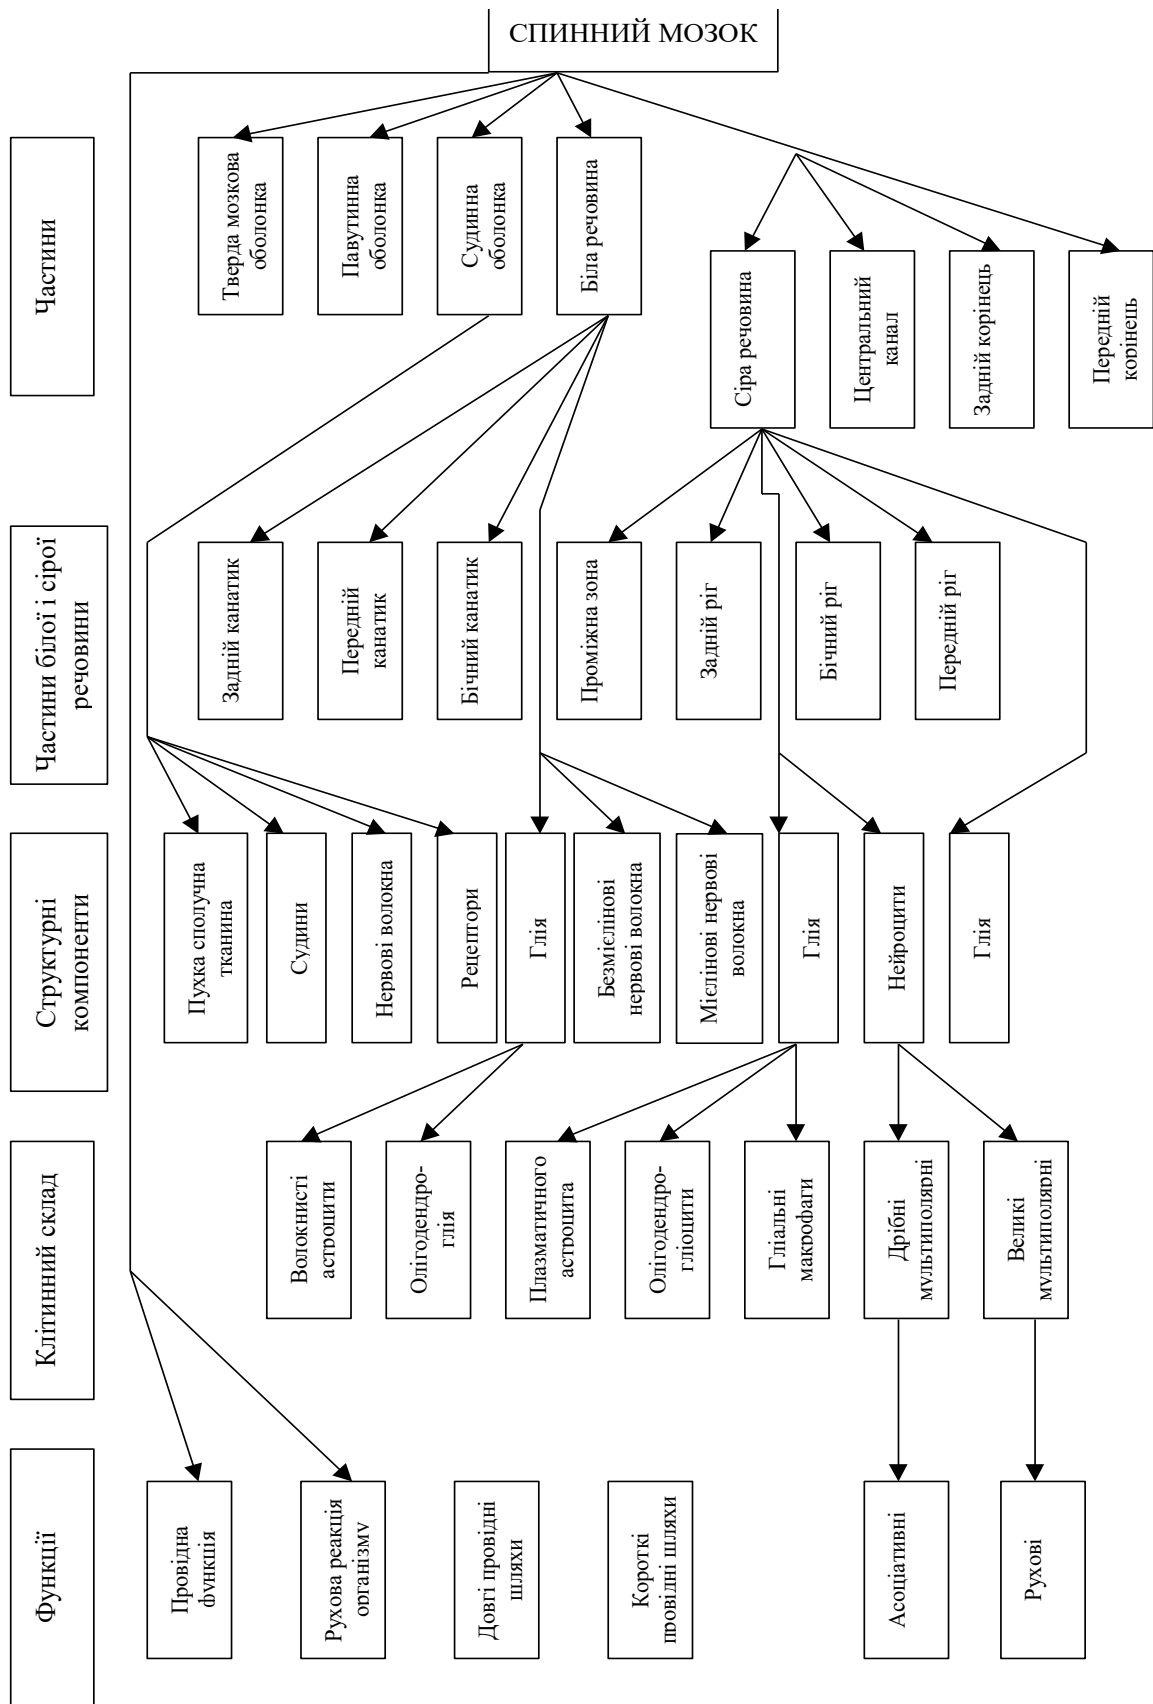 СПИННИЙ МОЗОК
Частини
Тверда мозкова
оболонка
Павутинна
оболонка
Судинна
оболонка
Біла речовина
Сіра речовина
Центральний
канал
Задній корінець
Передній
корінець
Частини білої і сірої
речовини
Задній канатик
Передній
канатик
Бічний канатик
Проміжна зона
Задній ріг
Бічний ріг
Передній ріг
Структурні
компоненти
Пухка сполучна
тканина
Судини
Нервові волокна
Рецептори
Глія
Безмієлінові
нервові волокна
Мієлінові нервові
волокна
Глія
Нейроцити
Глія
Клітинний склад
Волокнисті
астроцити
Олігодендро-
глія
Плазматичного
астроцита
Олігодендро-
гліоцити
Гліальні
макрофаги
Дрібні
мультиполярні
Великі
мультиполярні
Функції
Провідна
функція
Рухова реакція
організму
Довгі провідні
шляхи
Короткі
провідні шляхи
Асоціативні
Рухові